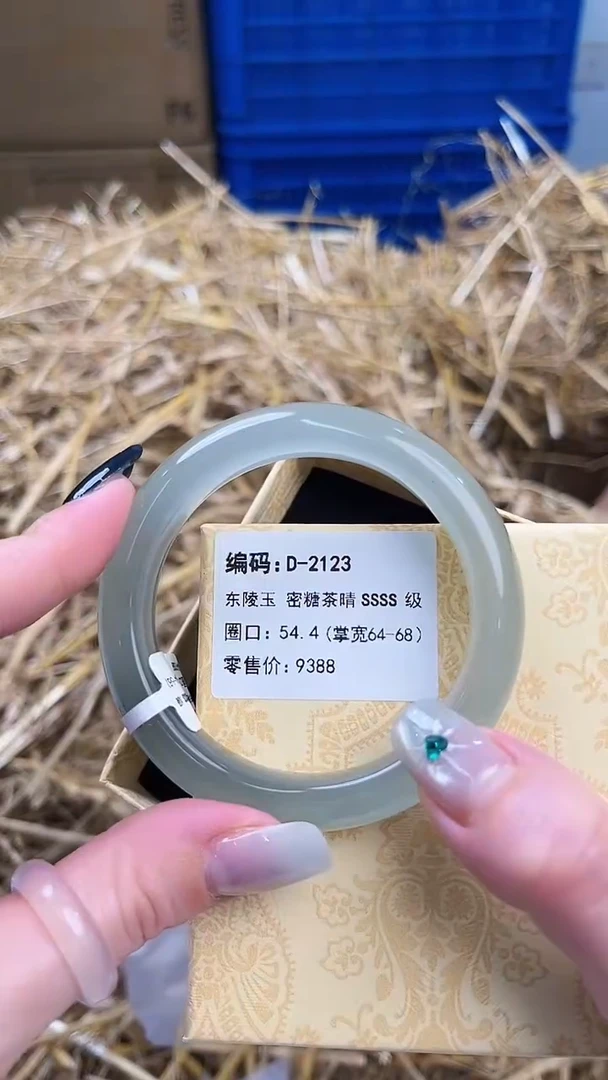 编码：D-2123
东陵玉 密糖茶晴 SSSS 级
圈口：54.4（掌宽64-68）
零售价：9388